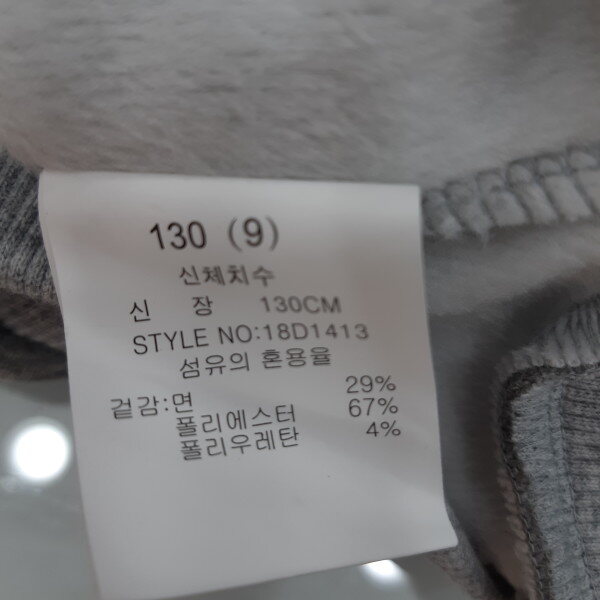 130 (9)
신체치수
신 장 130CM
STYLE NO:18D1413
섬유의 혼용율
겉감:면 29%
폴리에스터 67%
폴리우레탄 4%